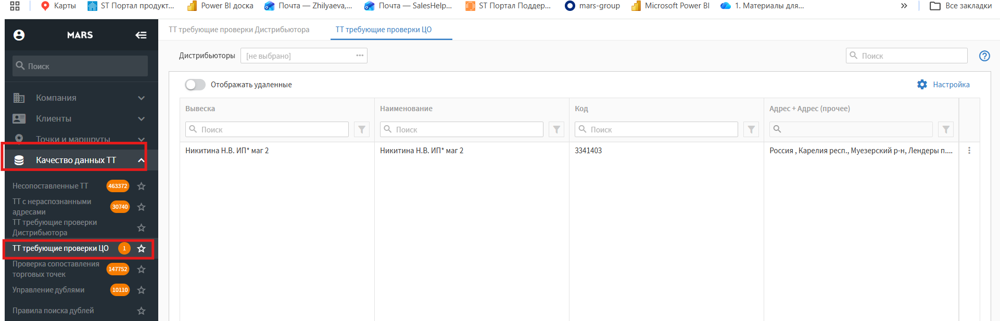 Карты
ST Портал продукт...
Power BI доска
Почта — Zhilyaeva,...
Почта — SalesHelp...
ST Портал Поддер...
mars-group
Microsoft Power BI
1. Материалы для...
Все закладки
MARS
ТТ требующие проверки Дистрибьютора
ТТ требующие проверки ЦО
Дистрибьюторы
[не выбрано]
Поиск
Поиск
Отображать удаленные
Настройка
Компания
Клиенты
Точки и маршруты
Качество данных ТТ
Несопоставленные ТТ 463372
ТТ с нераспознанными
адресами
30740
ТТ требующие проверки
Дистрибьютора
ТТ требующие проверки ЦО 1
Проверка сопоставления
торговых точек
147752
Управление дублями 10110
Правила поиска дублей
Вывеска
Наименование
Код
Адрес + Адрес (прочее)
Поиск
Поиск
Поиск
Никитина Н.В. ИП* маг 2
Никитина Н.В. ИП* маг 2
3341403
Россия , Карелия респ., Муезерский р-н, Лендеры п....